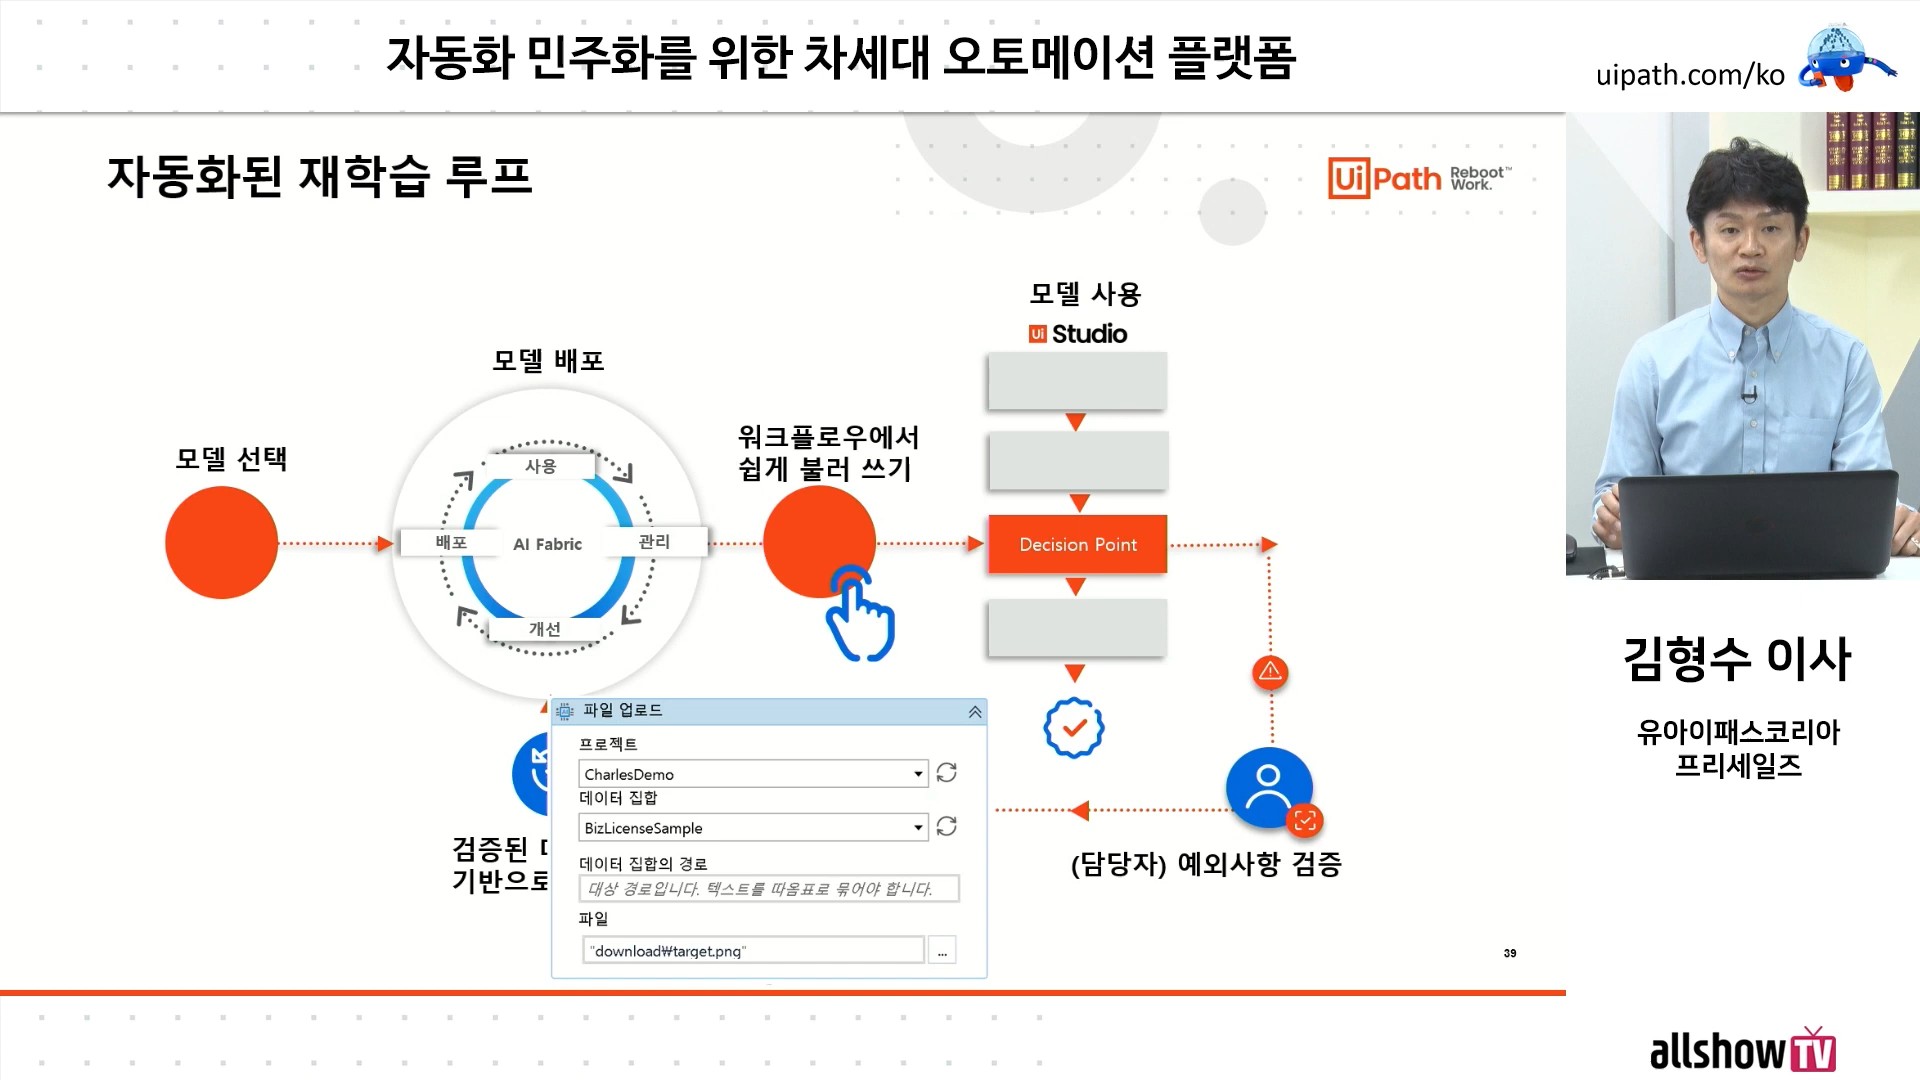 자동화 민주화를 위한 차세대 오토메이션 플랫폼
uipath.com/ko
자동화된 재학습 루프
UiPath Reboot Work.™
모델 선택
모델 배포
사용
배포
AI Fabric
관리
개선
워크플로우에서
쉽게 불러 쓰기
모델 사용
Ui Studio
Decision Point
(담당자) 예외사항 검증
검증된
기반으로
파일 업로드
프로젝트
CharlesDemo
데이터 집합
BizLicenseSample
데이터 집합의 경로
대상 경로입니다. 텍스트를 따옴표로 묶어야 합니다.
파일
"download₩target.png"
...
39
김형수 이사
유아이패스코리아
프리세일즈
allshowTV